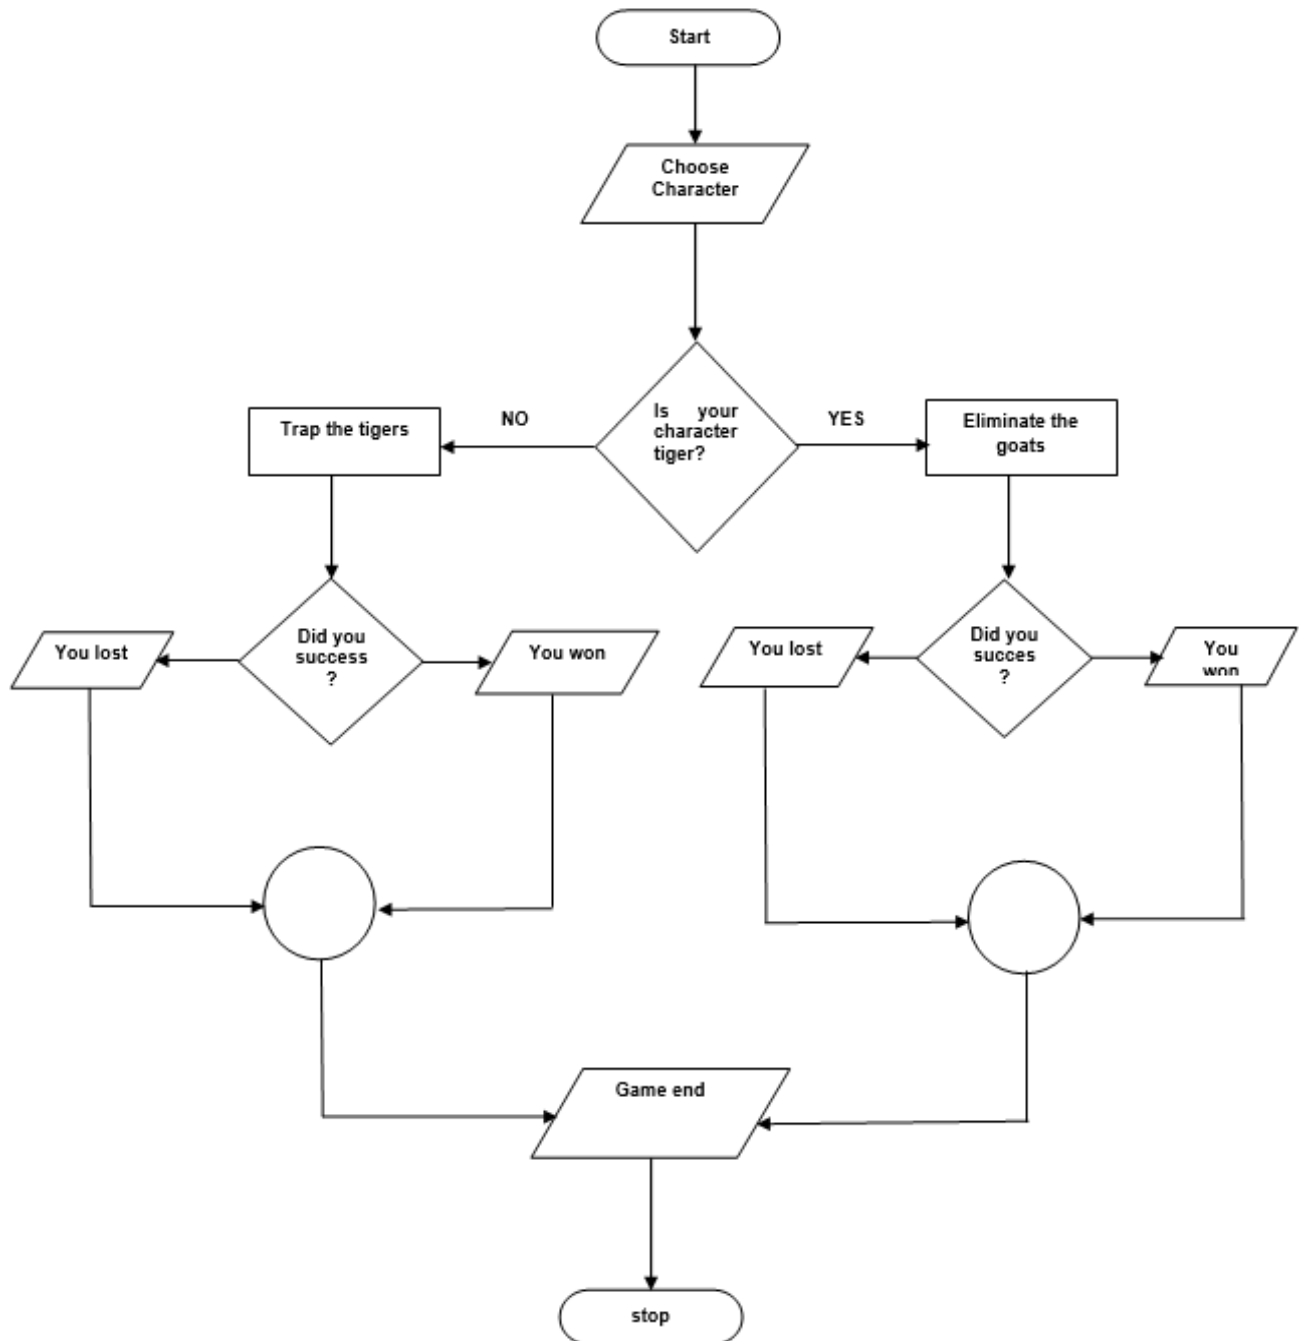 Start
Choose
Character
Is your
character
tiger?
NO
YES
Trap the tigers
Eliminate the
goats
Did you
success
?
You lost
You won
Did you
succes
?
You lost
You
won
Game end
stop